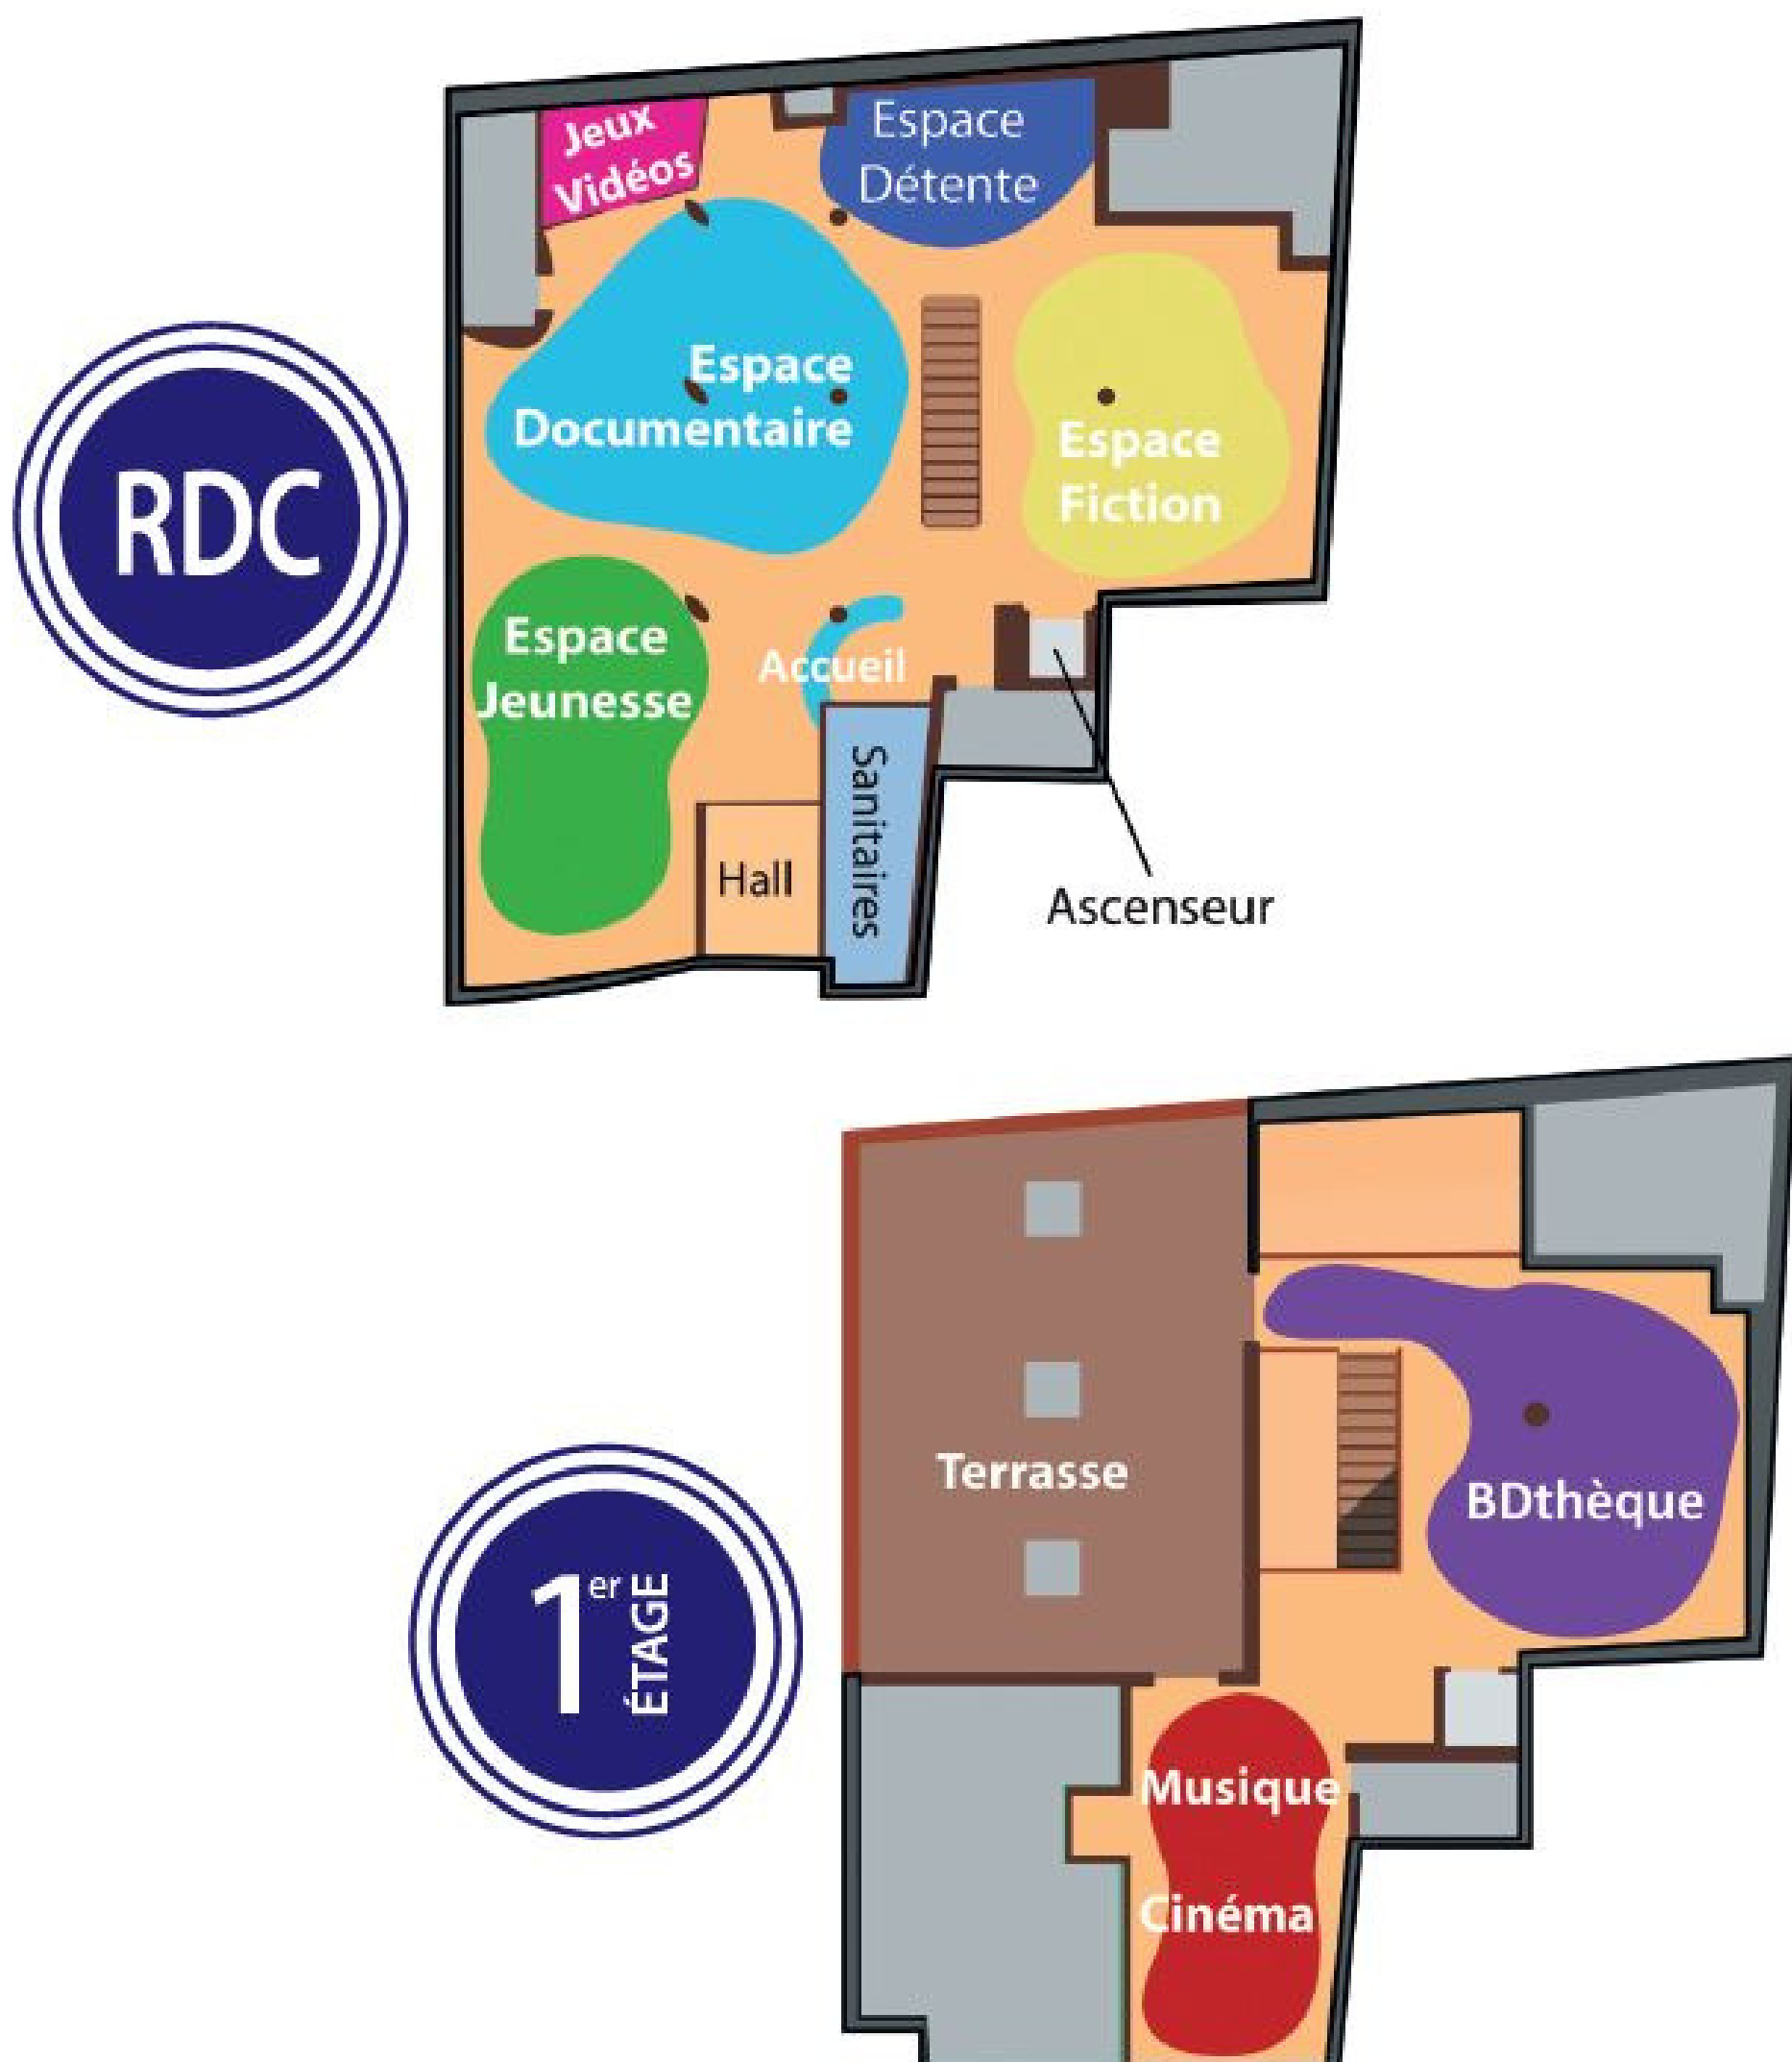 Jeux
Vidéos
Espace
Détente
Espace
Documentaire
Espace
Fiction
RDC
Espace
Jeunesse
Accueil
Sanitaires
Hall
Ascenseur
Terrasse
BDthèque
1er ÉTAGE
Musique
Cinéma